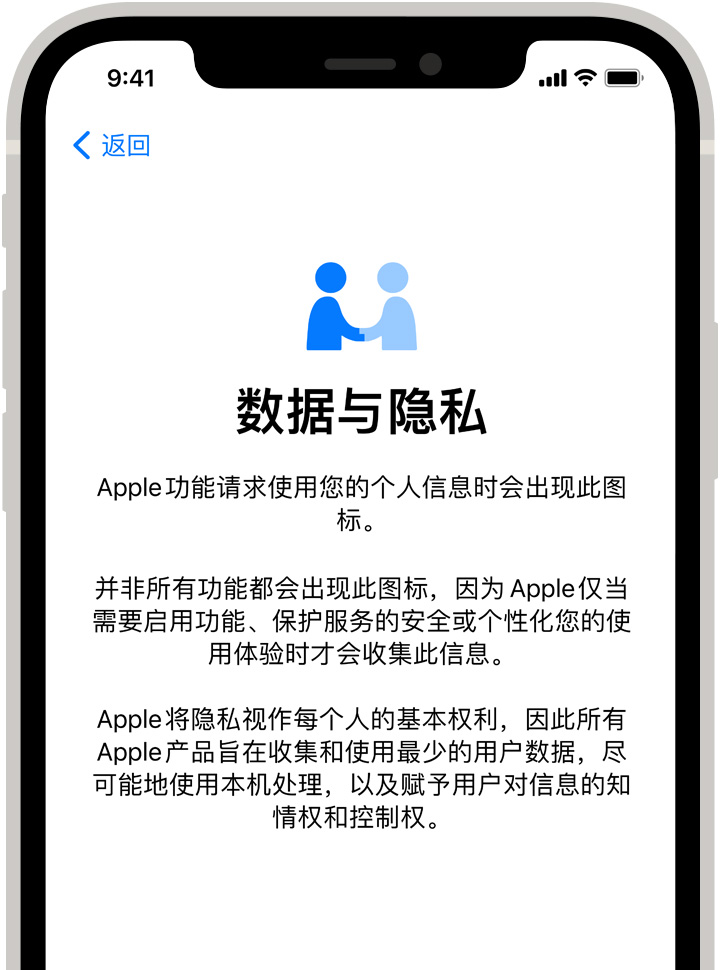 9:41
返回
数据与隐私
Apple功能请求使用您的个人信息时会出现此图
标。
并非所有功能都会出现此图标，因为 Apple仅当
需要启用功能、保护服务的安全或个性化您的使
用体验时才会收集此信息。
Apple将隐私视作每个人的基本权利，因此所有
Apple产品旨在收集和使用最少的用户数据，尽
可能地使用本机处理，以及赋予用户对信息的知
情权和控制权。